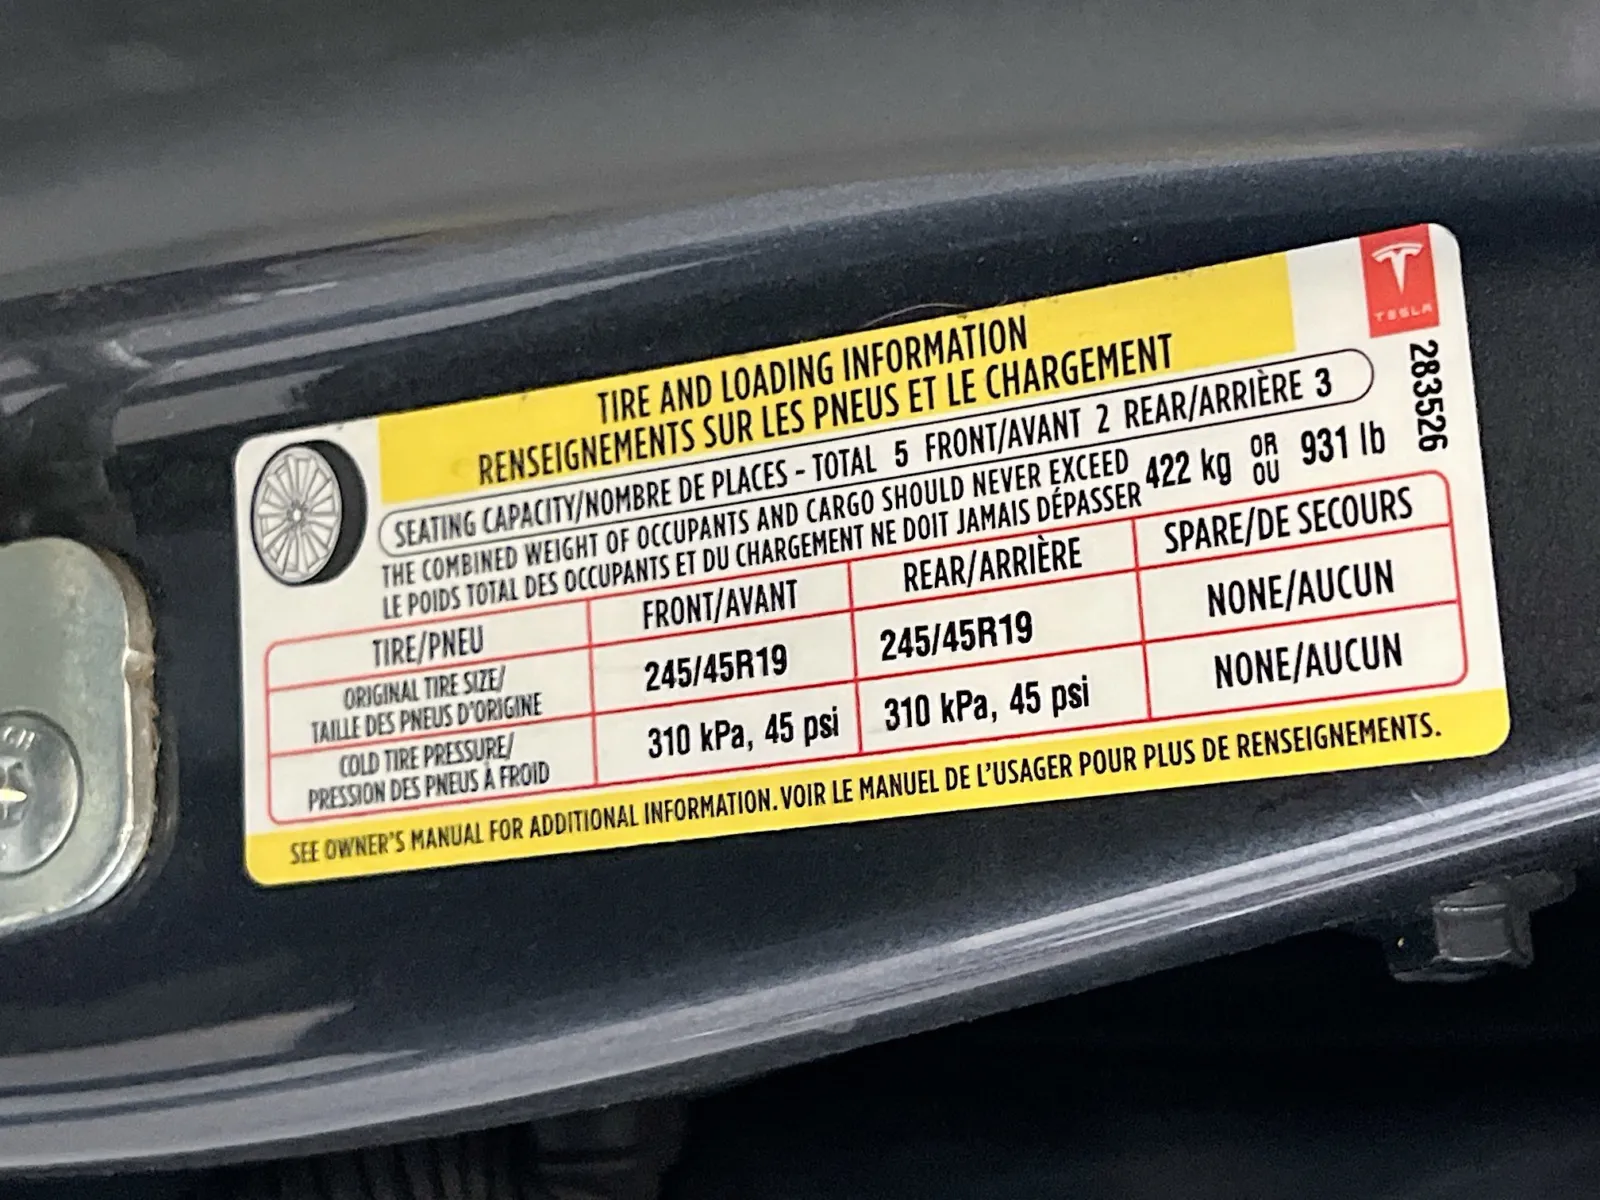 TESLA
283526
TIRE AND LOADING INFORMATION
RENSEIGNEMENTS SUR LES PNEUS ET LE CHARGEMENT
SEATING CAPACITY/NOMBRE DE PLACES - TOTAL 5 FRONT/AVANT 2 REAR/ARRIÈRE 3
THE COMBINED WEIGHT OF OCCUPANTS AND CARGO SHOULD NEVER EXCEED
LE POIDS TOTAL DES OCCUPANTS ET DU CHARGEMENT NE DOIT JAMAIS DÉPASSER
422 kg OR OU 931 lb
TIRE/PNEU FRONT/AVANT REAR/ARRIÈRE SPARE/DE SECOURS
ORIGINAL TIRE SIZE/
TAILLE DES PNEUS D'ORIGINE
245/45R19 245/45R19 NONE/AUCUN
COLD TIRE PRESSURE/
PRESSION DES PNEUS À FROID
310 kPa, 45 psi 310 kPa, 45 psi NONE/AUCUN
SEE OWNER'S MANUAL FOR ADDITIONAL INFORMATION. VOIR LE MANUEL DE L'USAGER POUR PLUS DE RENSEIGNEMENTS.